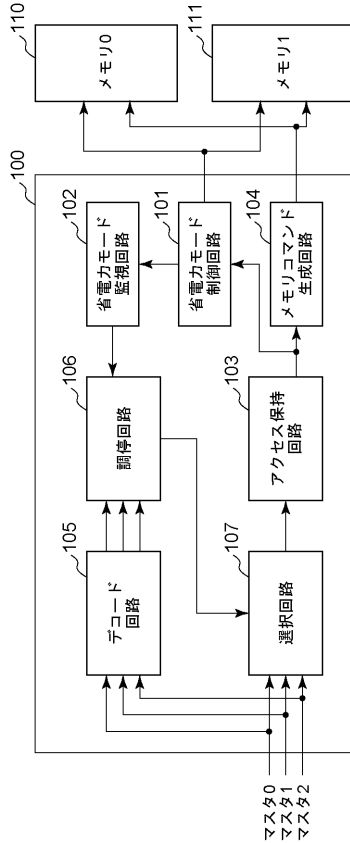 100
110
メモリ0
111
メモリ1
102
省電力モード
監視回路
101
省電力モード
制御回路
104
メモリコマンド
生成回路
106
調停回路
103
アクセス保持
回路
105
デコード
回路
107
選択回路
マスタ0
マスタ1
マスタ2